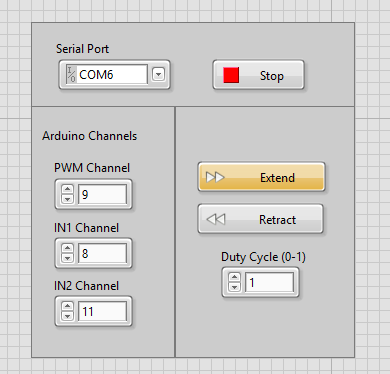 Serial Port
I/O COM6
Stop
Arduino Channels
PWM Channel
9
IN1 Channel
8
IN2 Channel
11
Extend
Retract
Duty Cycle (0-1)
1